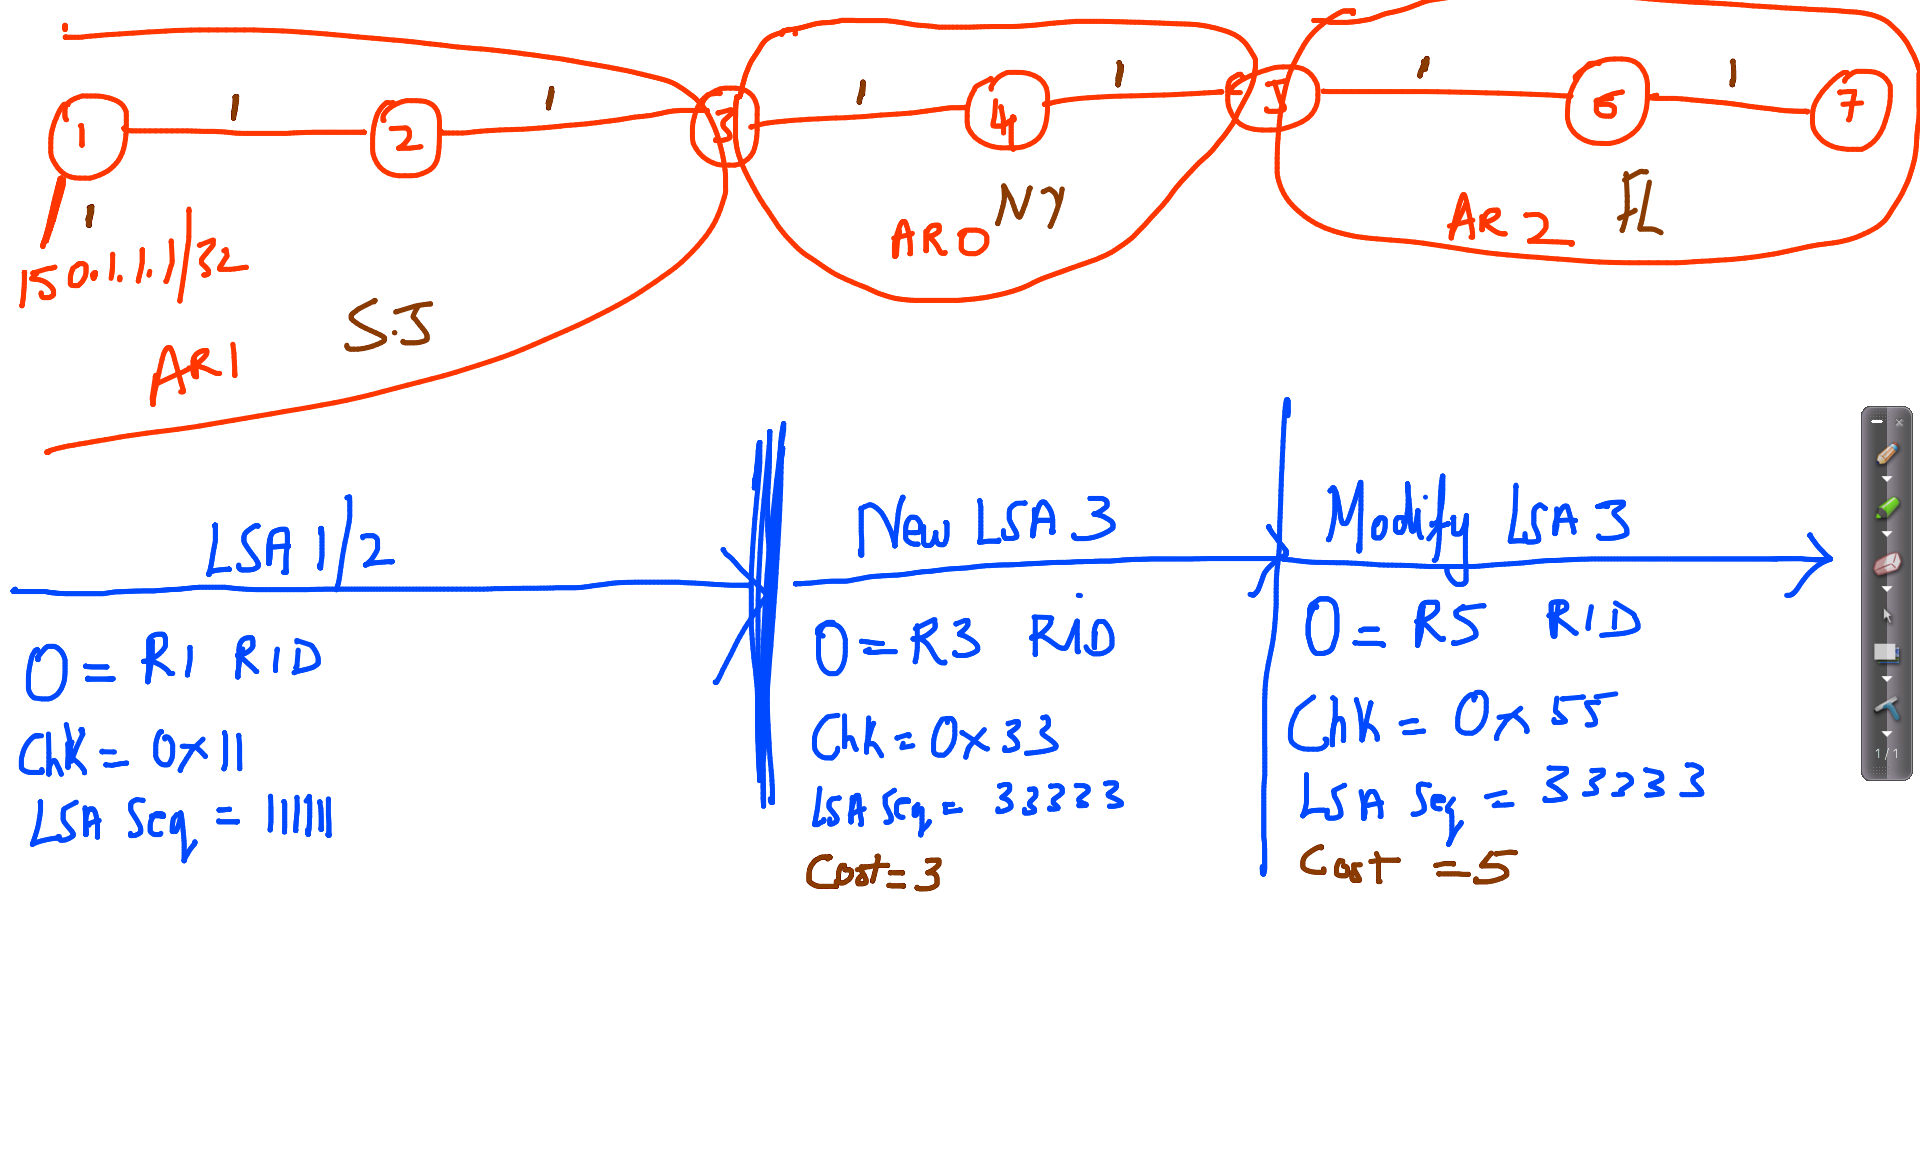 1 1 1 1 1 1
1 2 3 4 5 6 7
1
150.1.1.1/32
NY
AR0
AR 2 FL
S.J
AR1
LSA 1/2
New LSA 3
Modify LSA 3
O = R1 RID
Chk = 0x11
LSA Seq = 111111
O = R3 RID
Chk = 0x33
LSA Seq = 33333
Cost = 3
O = R5 RID
Chk = 0x55
LSA Seq = 33333
Cost = 5
1/1